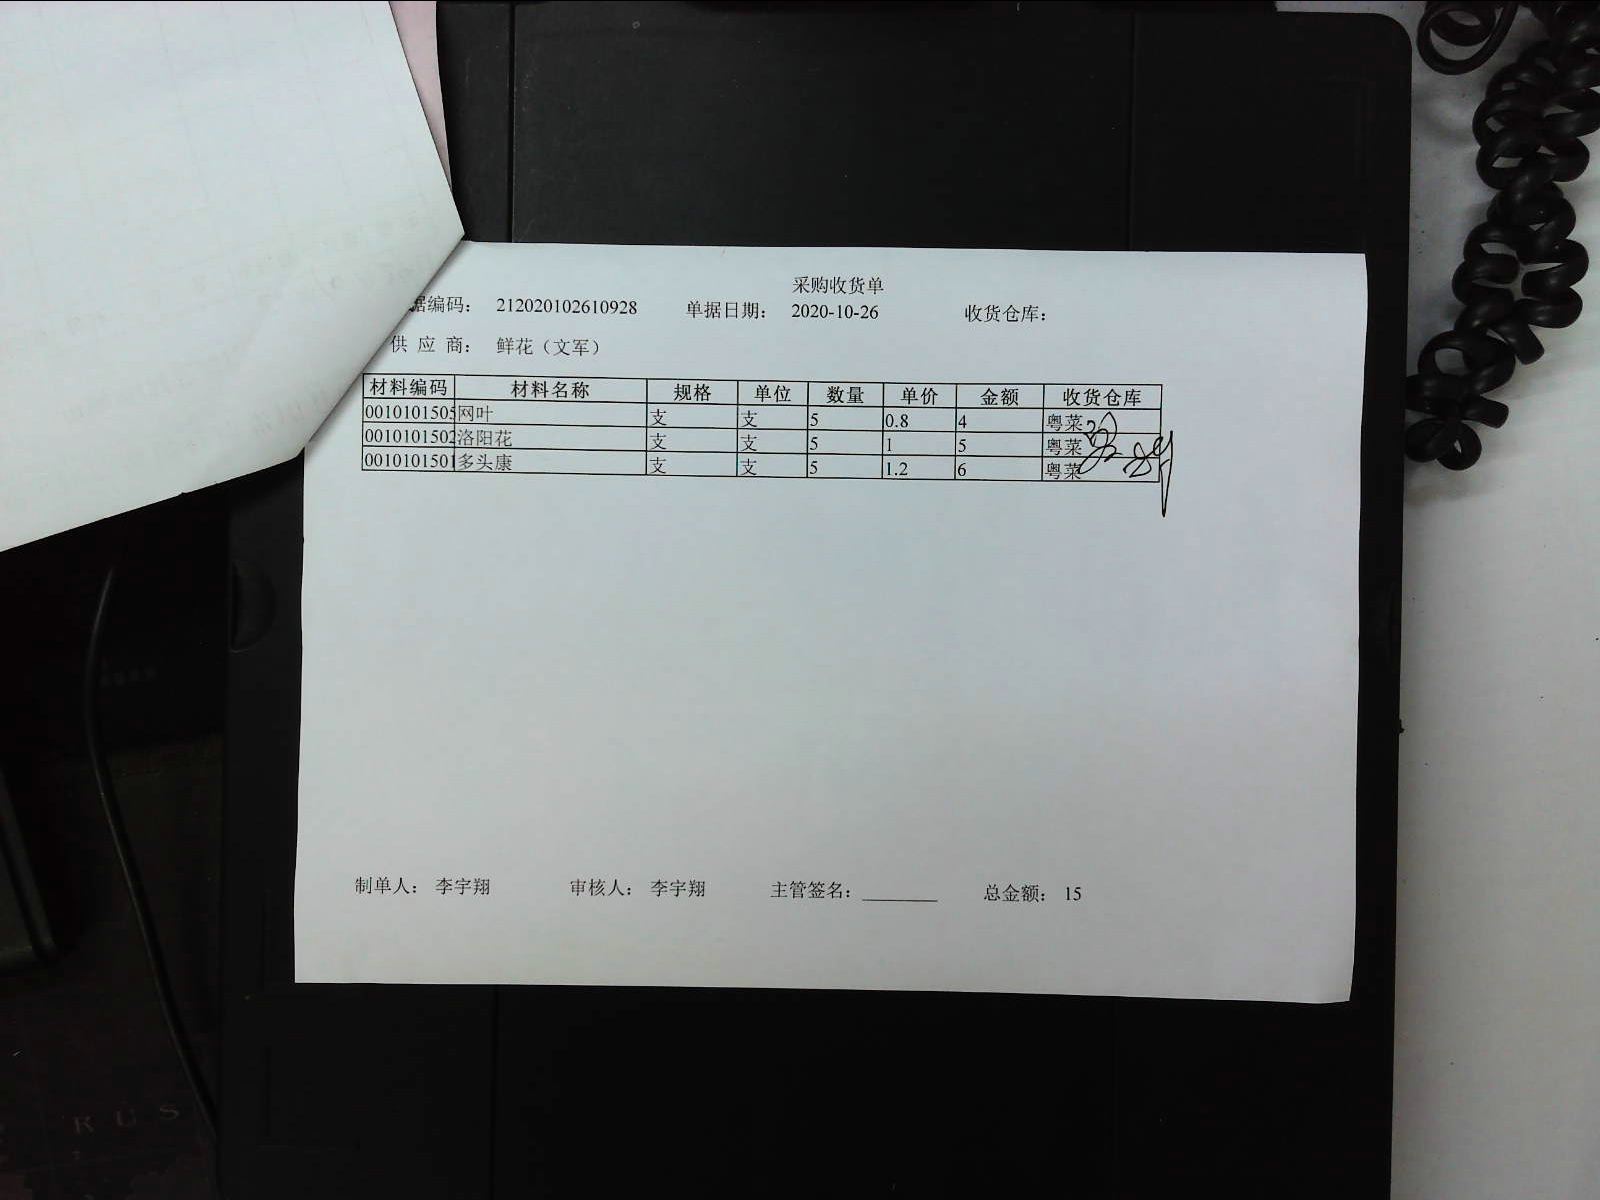 采购收货单
据编码： 212020102610928 单据日期： 2020-10-26 收货仓库：
供 应 商： 鲜花（文军）
材料编码 材料名称 规格 单位 数量 单价 金额 收货仓库
0010101505 网叶 支 支 5 0.8 4 粤菜
0010101502 洛阳花 支 支 5 1 5 粤菜
0010101501 多头康 支 支 5 1.2 6 粤菜
制单人： 李宇翔 审核人： 李宇翔 主管签名： 总金额： 15
RUS